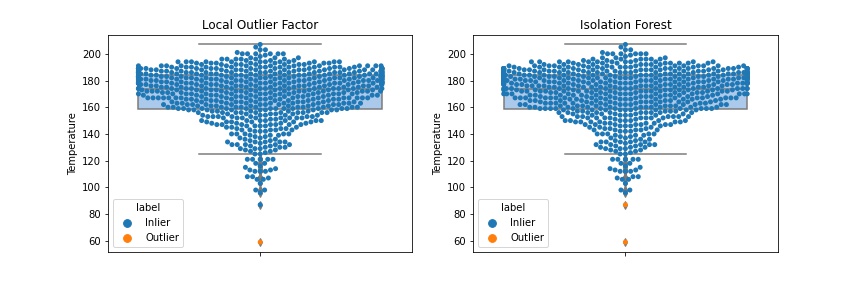 Local Outlier Factor
Temperature
200
180
160
140
120
100
80
60
label
Inlier
Outlier
Isolation Forest
Temperature
200
180
160
140
120
100
80
60
label
Inlier
Outlier